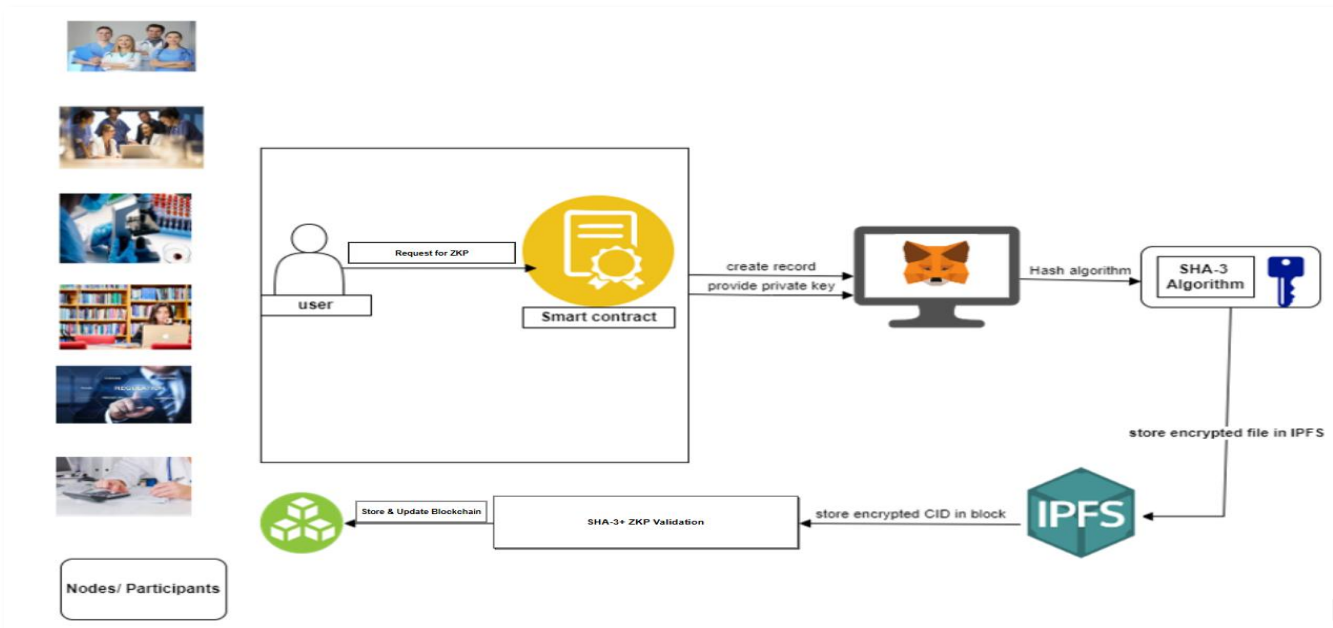 REGULATION
Nodes/ Participants
Request for ZKP
user
Smart contract
create record
provide private key
Hash algorithm
SHA-3
Algorithm
store encrypted file in IPFS
IPFS
store encrypted CID in block
SHA-3+ ZKP Validation
Store & Update Blockchain